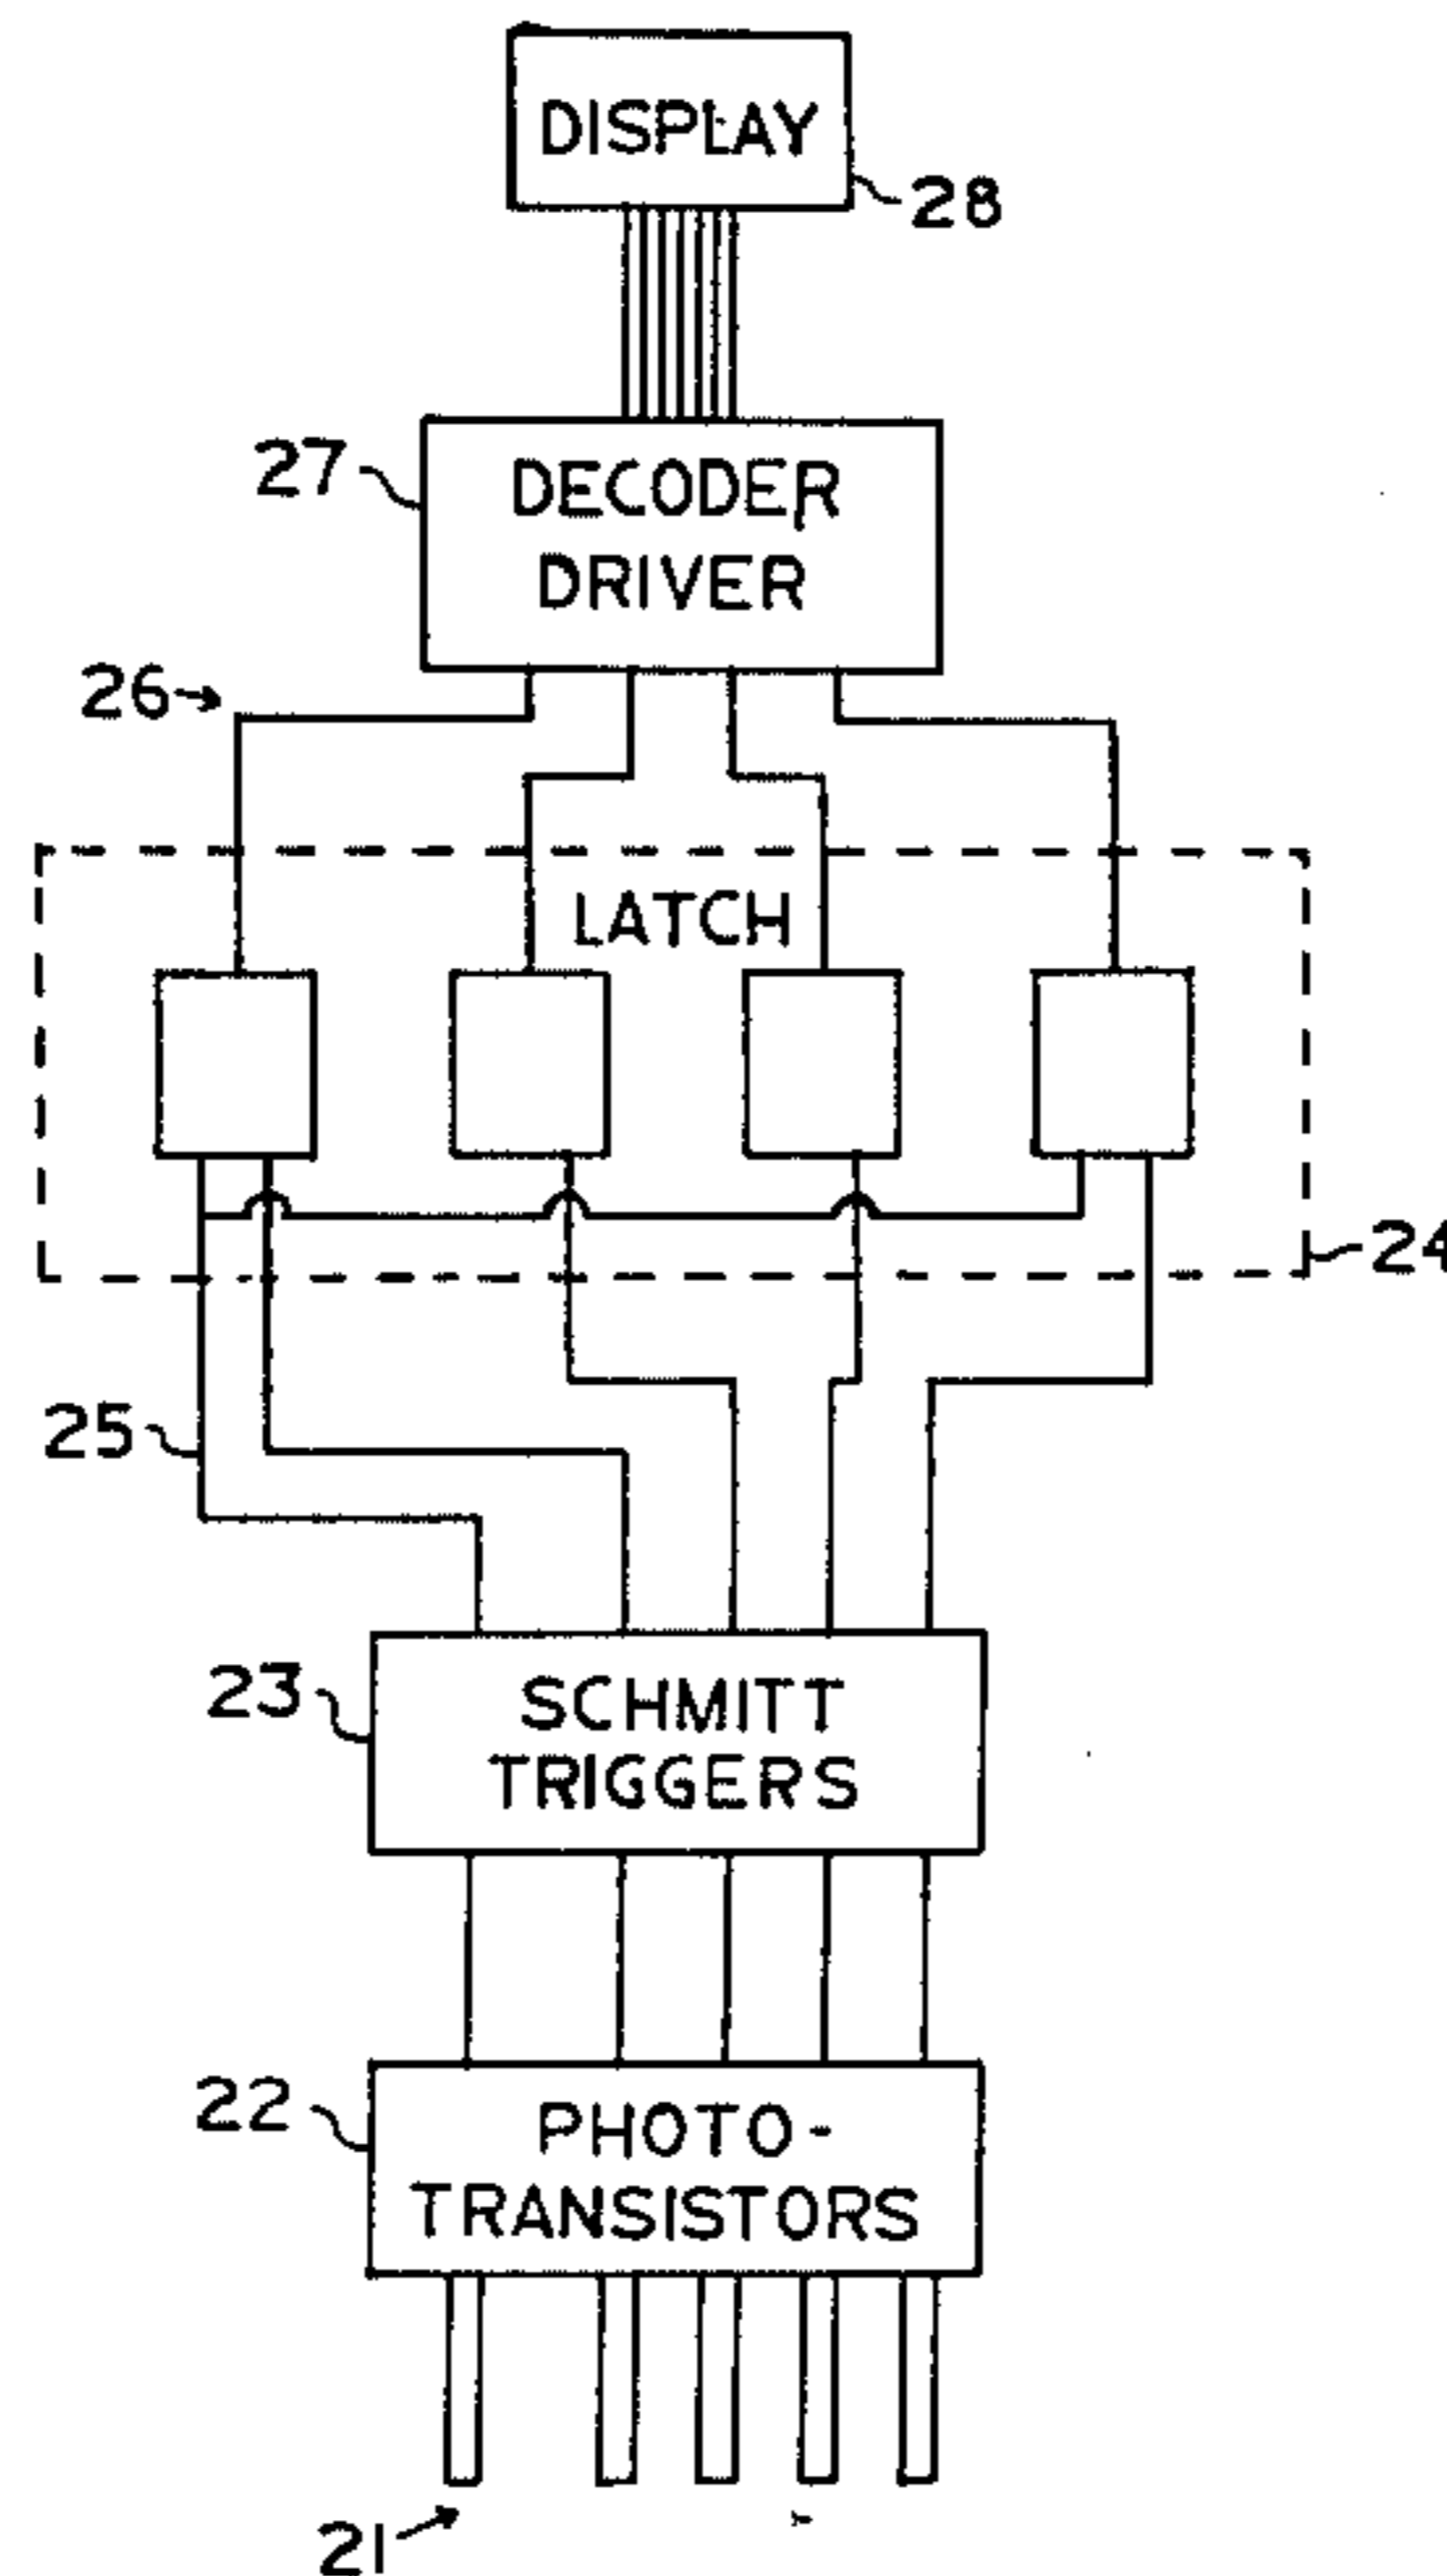 DISPLAY
28
27
DECODER
DRIVER
26
LATCH
24
25
23
SCHMITT
TRIGGERS
22
PHOTO-
TRANSISTORS
21